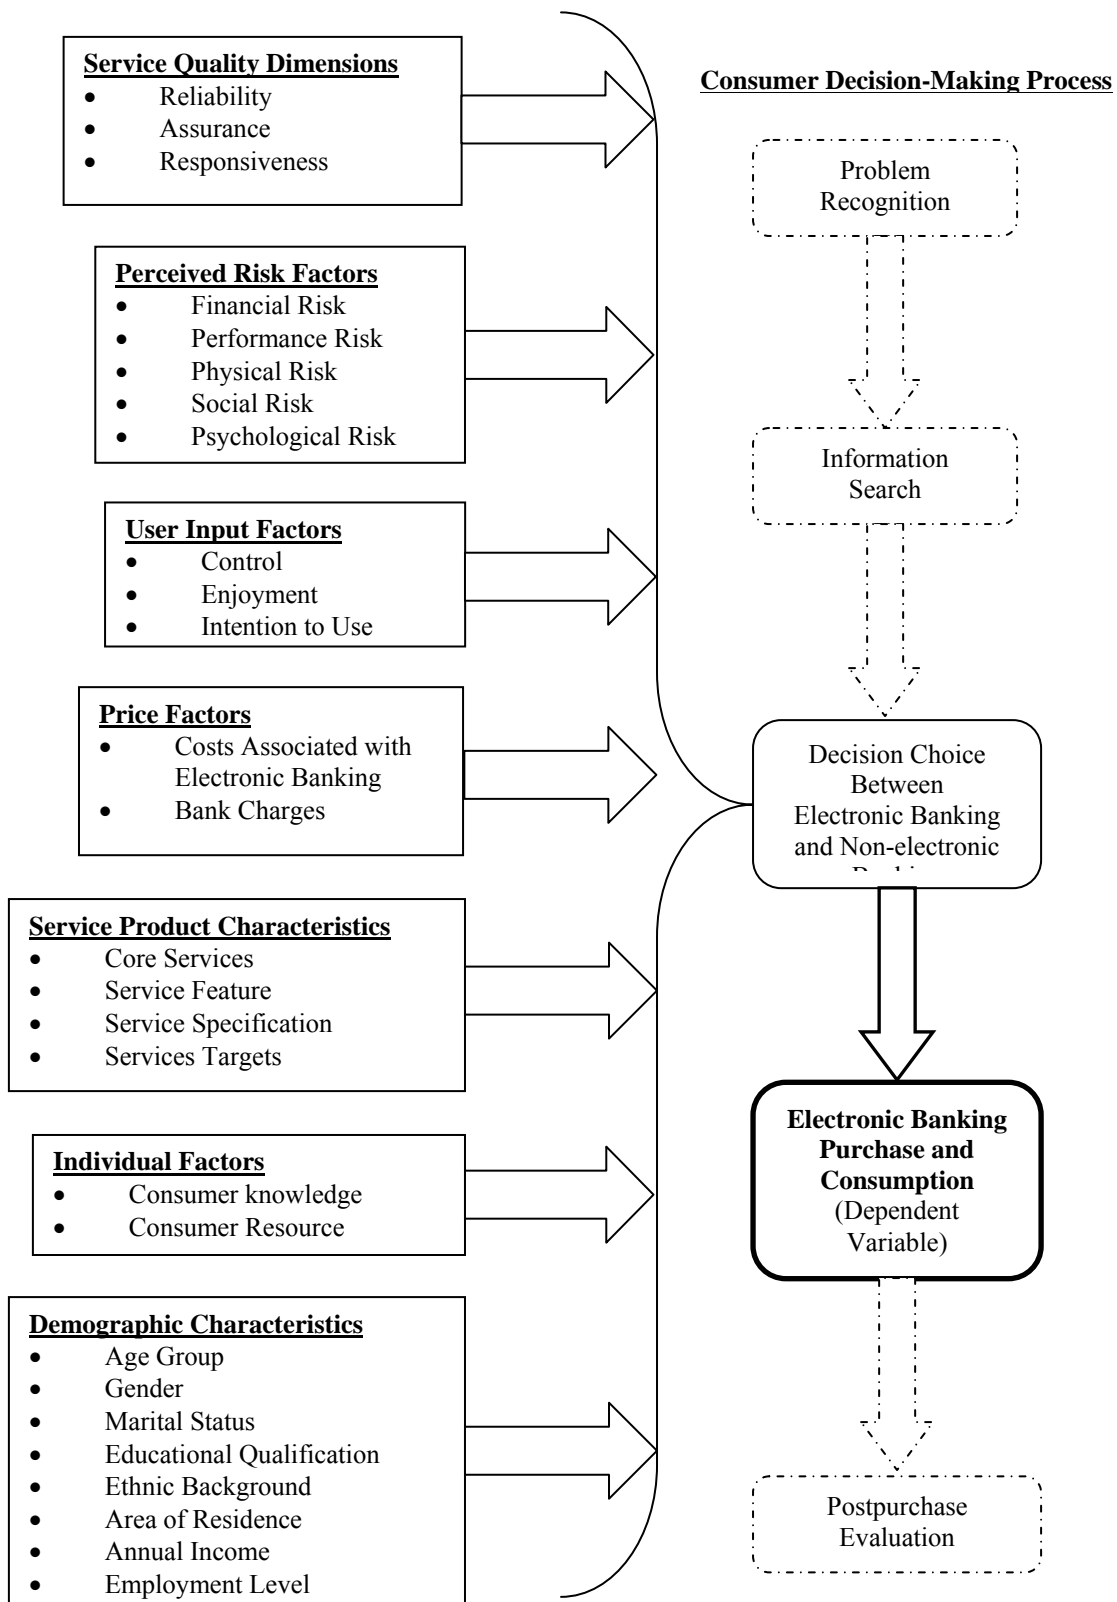 Service Quality Dimensions
• Reliability
• Assurance
• Responsiveness
Perceived Risk Factors
• Financial Risk
• Performance Risk
• Physical Risk
• Social Risk
• Psychological Risk
User Input Factors
• Control
• Enjoyment
• Intention to Use
Price Factors
• Costs Associated with
Electronic Banking
• Bank Charges
Service Product Characteristics
• Core Services
• Service Feature
• Service Specification
• Services Targets
Individual Factors
• Consumer knowledge
• Consumer Resource
Demographic Characteristics
• Age Group
• Gender
• Marital Status
• Educational Qualification
• Ethnic Background
• Area of Residence
• Annual Income
• Employment Level
Consumer Decision-Making Process
Problem
Recognition
Information
Search
Decision Choice
Between
Electronic Banking
and Non-electronic
Electronic Banking
Purchase and
Consumption
(Dependent
Variable)
Postpurchase
Evaluation